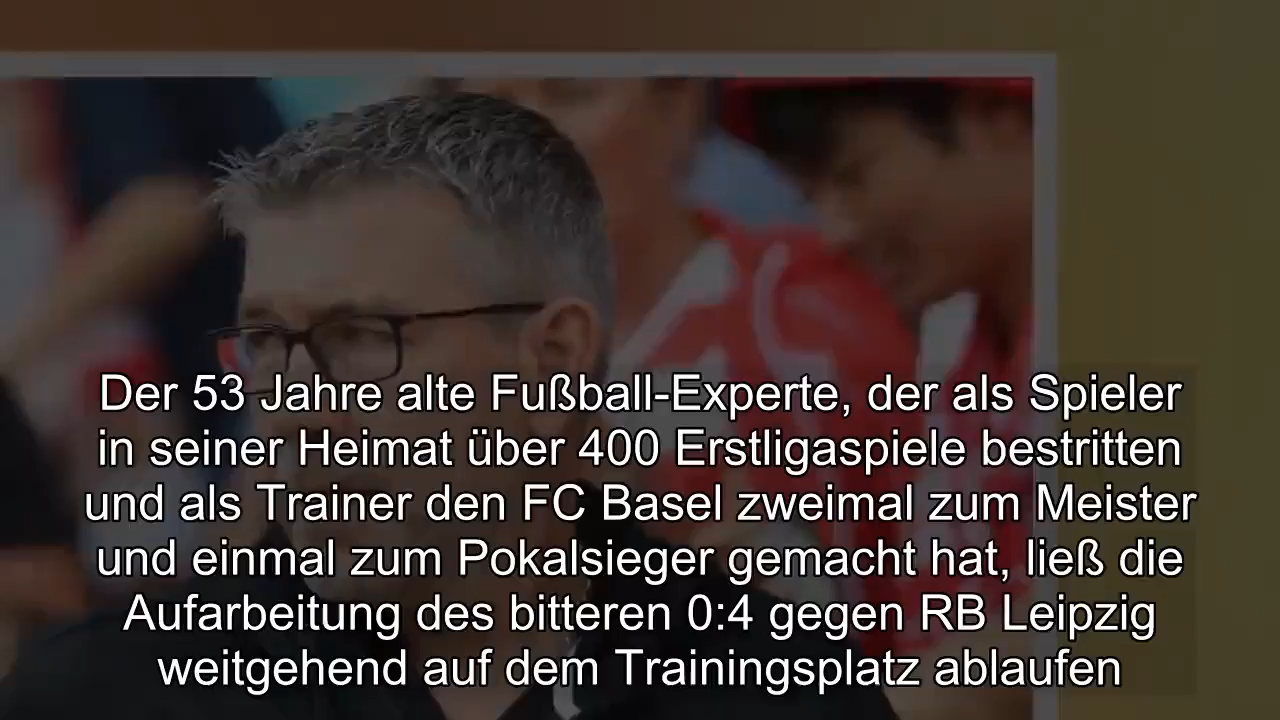 Der 53 Jahre alte Fußball-Experte, der als Spieler
in seiner Heimat über 400 Erstligaspiele bestritten
und als Trainer den FC Basel zweimal zum Meister
und einmal zum Pokalsieger gemacht hat, ließ die
Aufarbeitung des bitteren 0:4 gegen RB Leipzig
weitgehend auf dem Trainingsplatz ablaufen